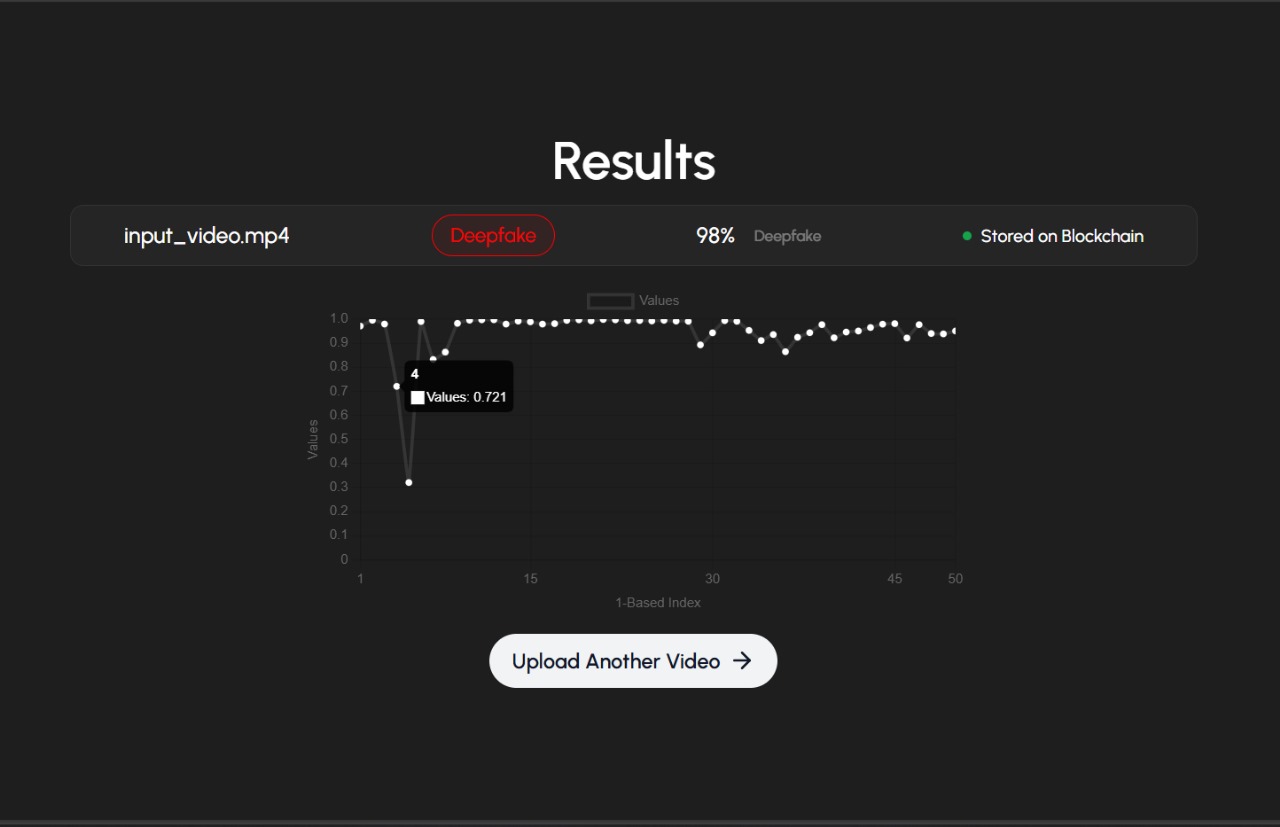 Results
input_video.mp4 Deepfake 98% Deepfake Stored on Blockchain
Values
1.0
0.9
0.8
4
0.7
Values: 0.721
0.6
0.5
Values
0.4
0.3
0.2
0.1
0
1 15 30 45 50
1-Based Index
Upload Another Video →